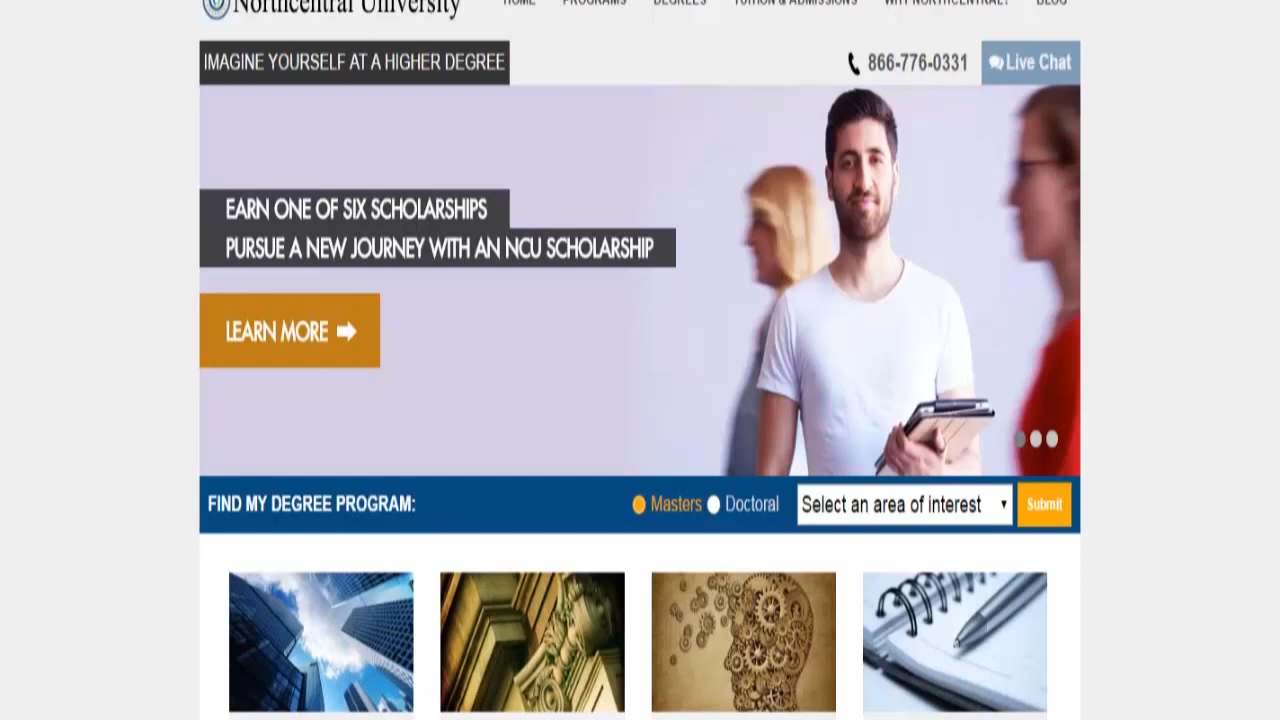 Northcentral University
HOME PROGRAMS DEGREES TUITION & ADMISSIONS WHY NORTHCENTRAL? BLOG
IMAGINE YOURSELF AT A HIGHER DEGREE
866-776-0331
Live Chat
EARN ONE OF SIX SCHOLARSHIPS
PURSUE A NEW JOURNEY WITH AN NCU SCHOLARSHIP
LEARN MORE
FIND MY DEGREE PROGRAM:
Masters Doctoral
Select an area of interest
Submit